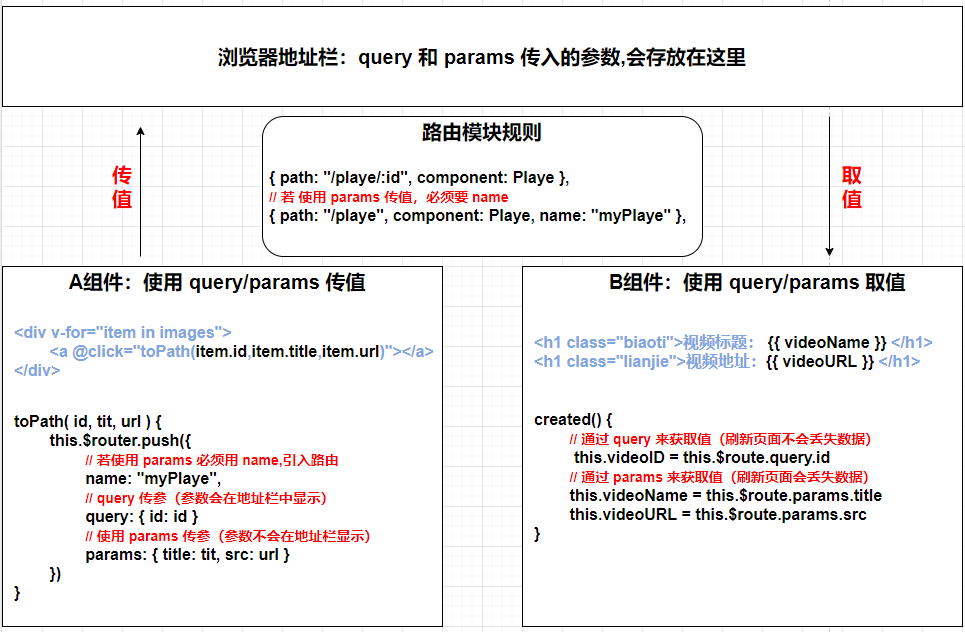 浏览器地址栏：query 和 params 传入的参数,会存放在这里
路由模块规则
{ path: "/playe/:id", component: Playe },
// 若 使用 params 传值，必须要 name
{ path: "/playe", component: Playe, name: "myPlaye" },
传值
取值
A组件：使用 query/params 传值
<div v-for="item in images">
<a @click="toPath(item.id,item.title,item.url)"></a>
</div>
toPath( id, tit, url ) {
this.$router.push({
// 若使用 params 必须用 name,引入路由
name: "myPlaye",
// query 传参（参数会在地址栏中显示）
query: { id: id }
// 使用 params 传参（参数不会在地址栏显示）
params: { title: tit, src: url }
})
}
B组件：使用 query/params 取值
<h1 class="biaoti">视频标题： {{ videoName }} </h1>
<h1 class="lianjie">视频地址：{{ videoURL }} </h1>
created() {
// 通过 query 来获取值（刷新页面不会丢失数据）
this.videoID = this.$route.query.id
// 通过 params 来获取值（刷新页面会丢失数据）
this.videoName = this.$route.params.title
this.videoURL = this.$route.params.src
}